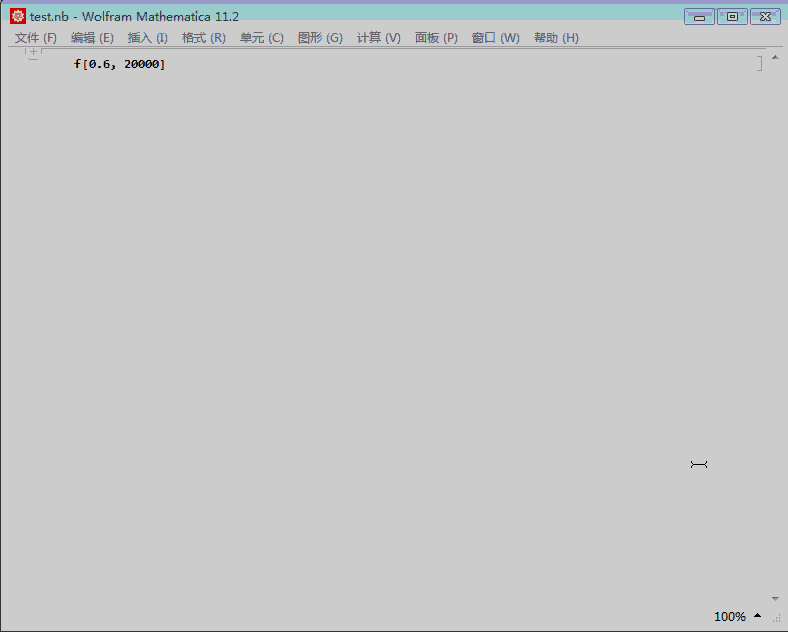 test.nb - Wolfram Mathematica 11.2
文件 (F) 编辑 (E) 插入 (I) 格式 (R) 单元 (C) 图形 (G) 计算 (V) 面板 (P) 窗口 (W) 帮助 (H)
f[0.6, 20000]
100%